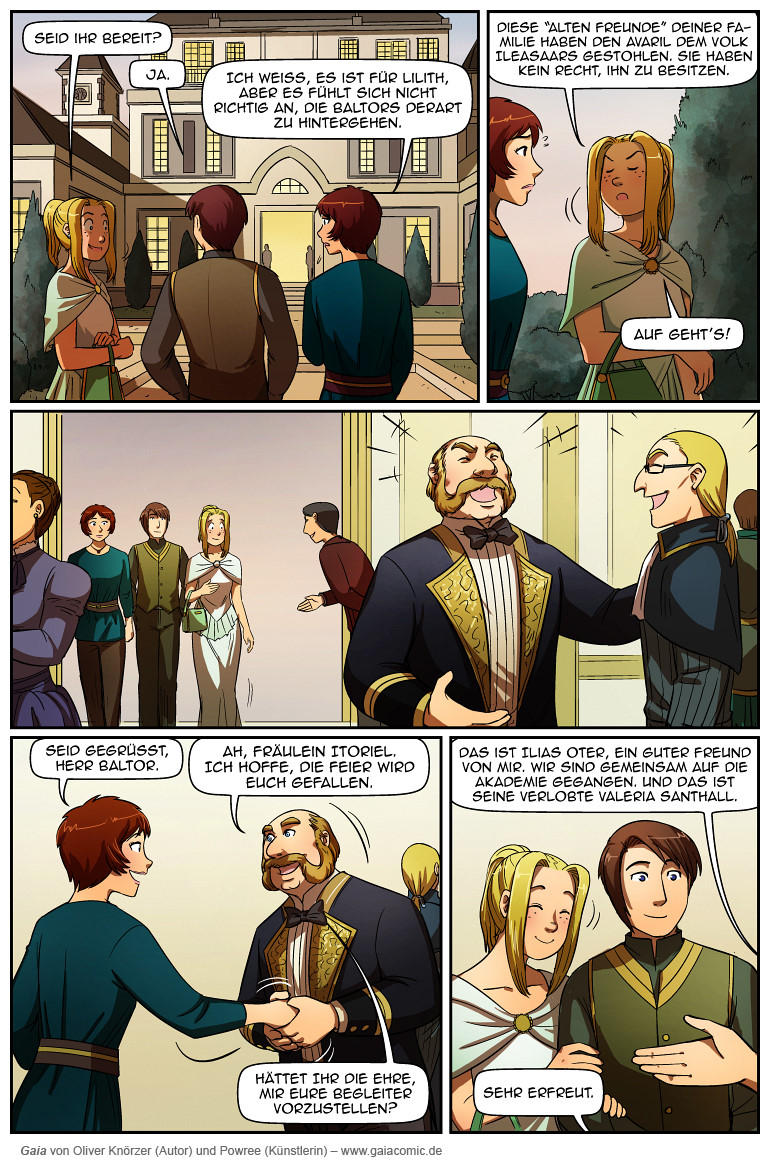 SEID IHR BEREIT?
JA.
ICH WEISS, ES IST FÜR LILITH,
ABER ES FÜHLT SICH NICHT
RICHTIG AN, DIE BALTORS DERART
ZU HINTERGEHEN.
DIESE "ALTEN FREUNDE" DEINER FA-
MILIE HABEN DEN AVARIL DEM VOLK
ILEASAARS GESTOHLEN. SIE HABEN
KEIN RECHT, IHN ZU BESITZEN.
AUF GEHT'S!
SEID GEGRÜSST,
HERR BALTOR.
AH, FRÄULEIN ITORIEL.
ICH HOFFE, DIE FEIER WIRD
EUCH GEFALLEN.
HÄTTET IHR DIE EHRE,
MIR EURE BEGLEITER
VORZUSTELLEN?
DAS IST ILIAS OTER, EIN GUTER FREUND
VON MIR. WIR SIND GEMEINSAM AUF DIE
AKADEMIE GEGANGEN. UND DAS IST
SEINE VERLOBTE VALERIA SANTHALL.
SEHR ERFREUT.
Gaia von Oliver Knörzer (Autor) und Powree (Künstlerin) – www.gaiacomic.de